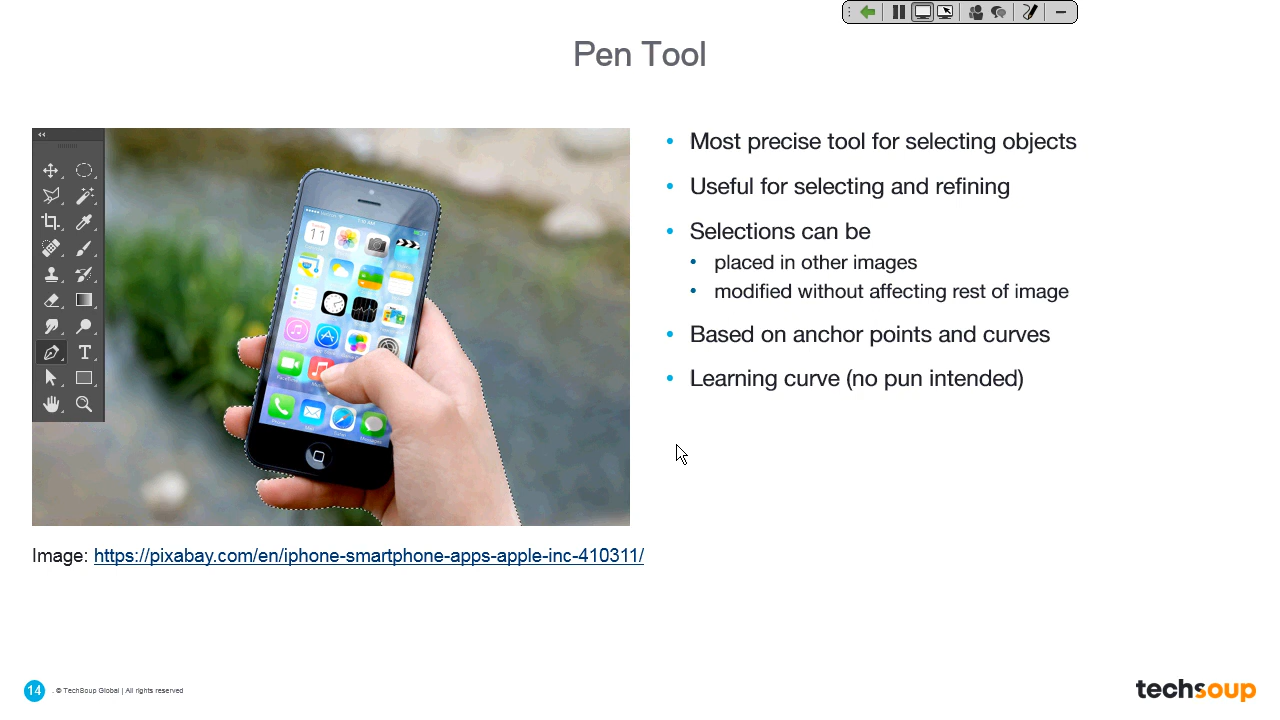 Pen Tool
Most precise tool for selecting objects
Useful for selecting and refining
Selections can be
placed in other images
modified without affecting rest of image
Based on anchor points and curves
Learning curve (no pun intended)
11
Image: https://pixabay.com/en/iphone-smartphone-apps-apple-inc-410311/
14
. © TechSoup Global | All rights reserved
techsoup